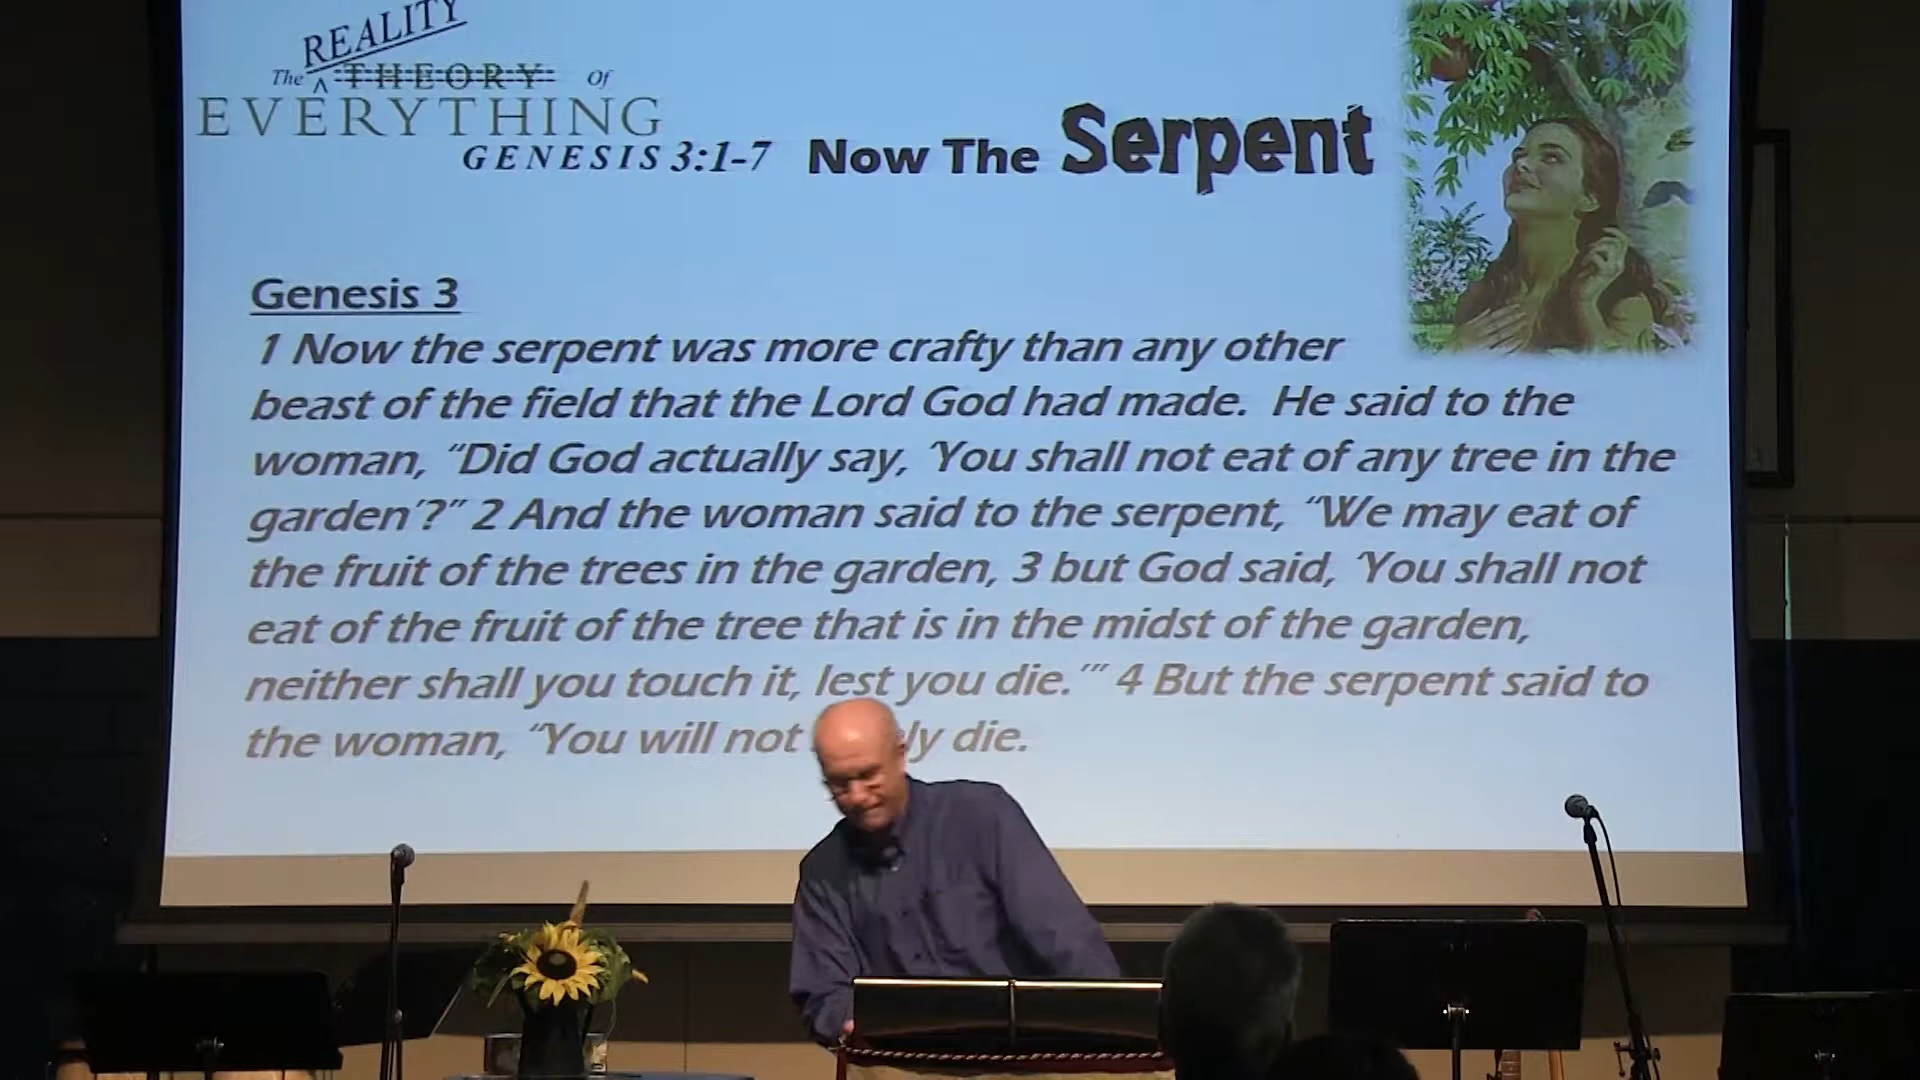 REALITY
The ^ THEORY Of
EVERYTHING
GENESIS 3:1-7 Now The Serpent
Genesis 3
1 Now the serpent was more crafty than any other
beast of the field that the Lord God had made. He said to the
woman, “Did God actually say, ‘You shall not eat of any tree in the
garden’?” 2 And the woman said to the serpent, “We may eat of
the fruit of the trees in the garden, 3 but God said, ‘You shall not
eat of the fruit of the tree that is in the midst of the garden,
neither shall you touch it, lest you die.’” 4 But the serpent said to
the woman, “You will not ly die.